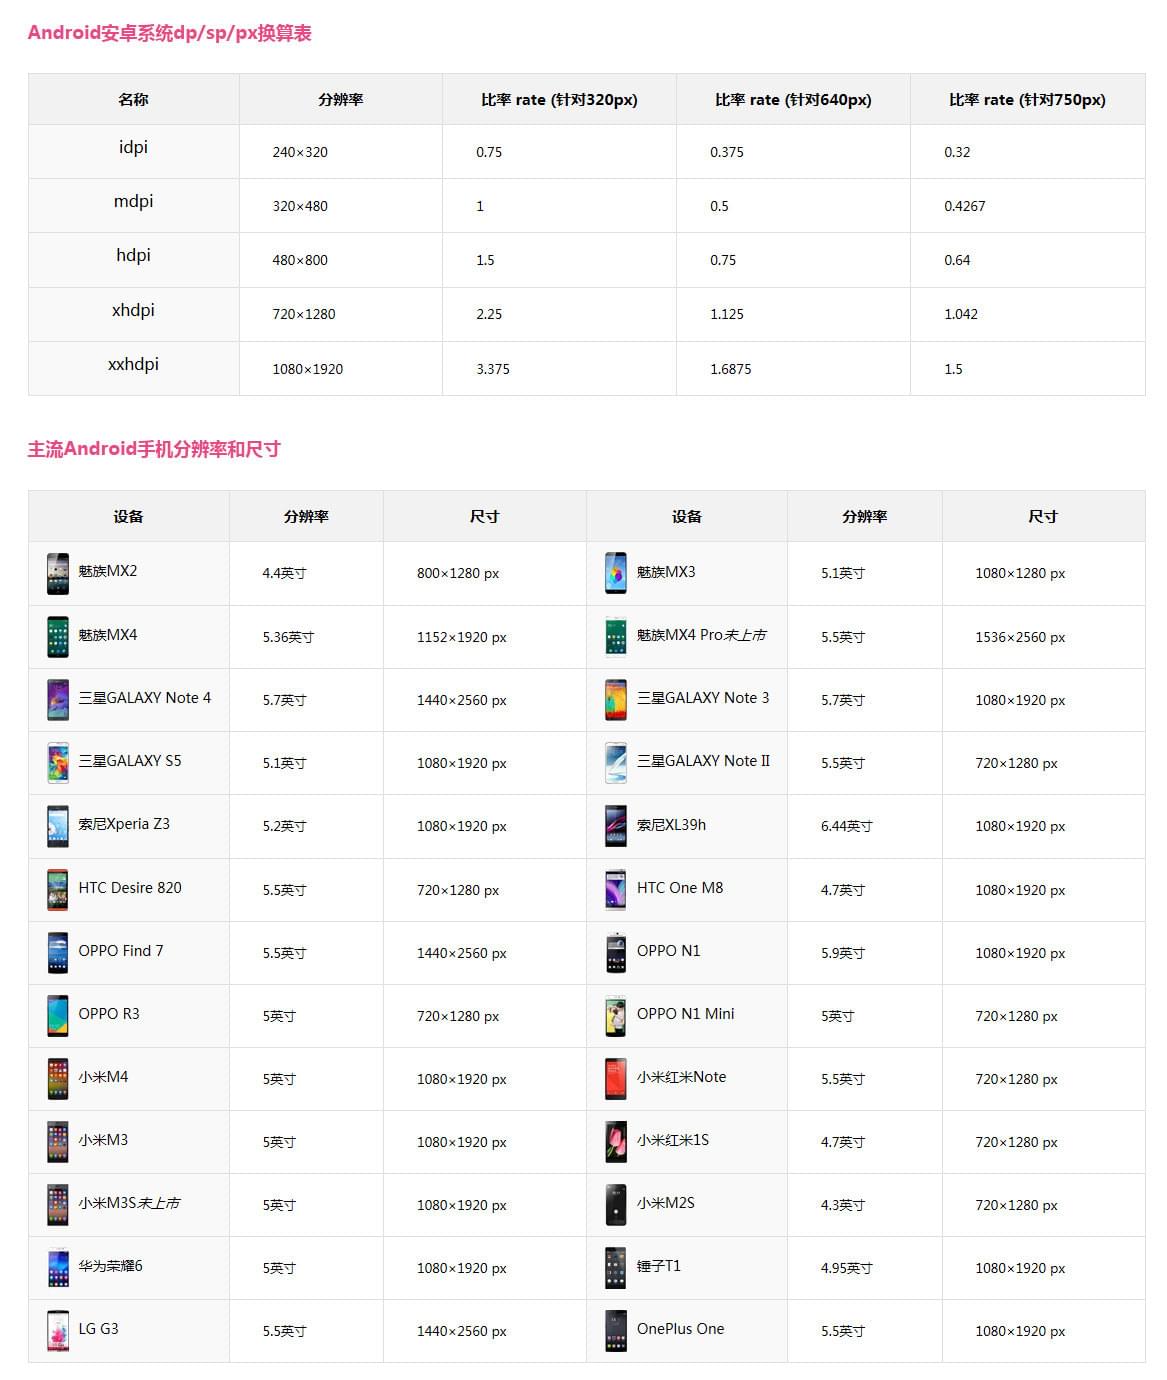 Android安卓系统dp/sp/px换算表
名称 分辨率 比率 rate (针对320px) 比率 rate (针对640px) 比率 rate (针对750px)
idpi 240×320 0.75 0.375 0.32
mdpi 320×480 1 0.5 0.4267
hdpi 480×800 1.5 0.75 0.64
xhdpi 720×1280 2.25 1.125 1.042
xxhdpi 1080×1920 3.375 1.6875 1.5
主流Android手机分辨率和尺寸
设备 分辨率 尺寸 设备 分辨率 尺寸
魅族MX2 4.4英寸 800×1280 px 魅族MX3 5.1英寸 1080×1280 px
魅族MX4 5.36英寸 1152×1920 px 魅族MX4 Pro未上市 5.5英寸 1536×2560 px
三星GALAXY Note 4 5.7英寸 1440×2560 px 三星GALAXY Note 3 5.7英寸 1080×1920 px
三星GALAXY S5 5.1英寸 1080×1920 px 三星GALAXY Note II 5.5英寸 720×1280 px
索尼Xperia Z3 5.2英寸 1080×1920 px 索尼XL39h 6.44英寸 1080×1920 px
HTC Desire 820 5.5英寸 720×1280 px HTC One M8 4.7英寸 1080×1920 px
OPPO Find 7 5.5英寸 1440×2560 px OPPO N1 5.9英寸 1080×1920 px
OPPO R3 5英寸 720×1280 px OPPO N1 Mini 5英寸 720×1280 px
小米M4 5英寸 1080×1920 px 小米红米Note 5.5英寸 720×1280 px
小米M3 5英寸 1080×1920 px 小米红米1S 4.7英寸 720×1280 px
小米M3S未上市 5英寸 1080×1920 px 小米M2S 4.3英寸 720×1280 px
华为荣耀6 5英寸 1080×1920 px 锤子T1 4.95英寸 1080×1920 px
LG G3 5.5英寸 1440×2560 px OnePlus One 5.5英寸 1080×1920 px